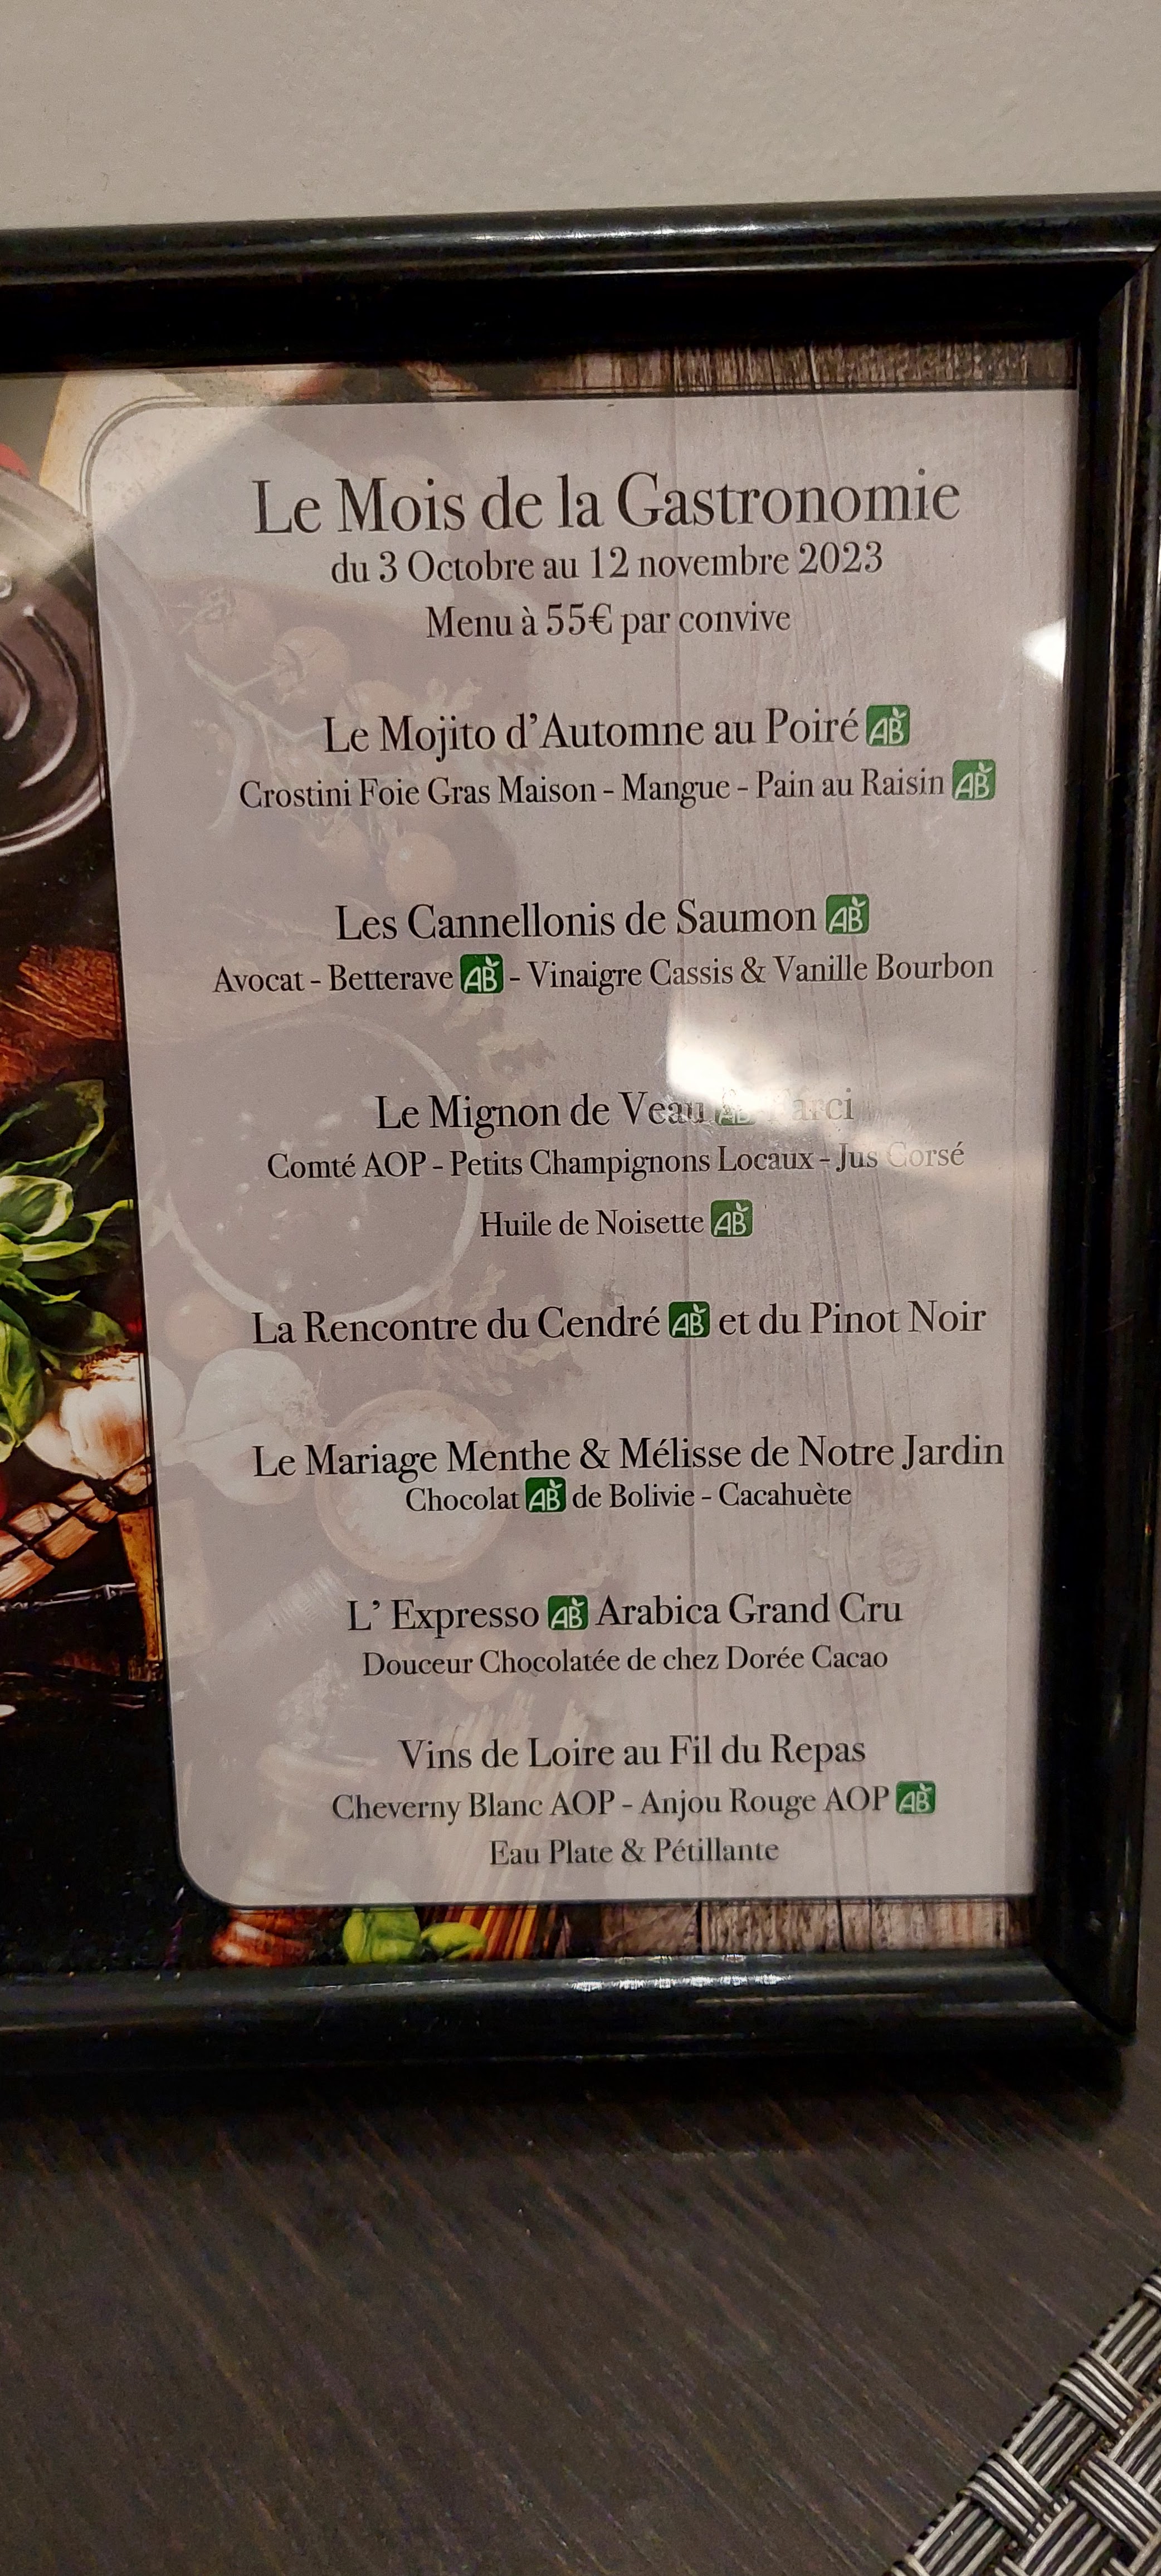 Le Mois de la Gastronomie
du 3 Octobre au 12 novembre 2023
Menu à 55€ par convive
Le Mojito d'Automne au Poiré AB
Crostini Foie Gras Maison - Mangue - Pain au Raisin AB
Les Cannellonis de Saumon AB
Avocat - Betterave AB - Vinaigre Cassis & Vanille Bourbon
Le Mignon de Veau AB Farci
Comté AOP - Petits Champignons Locaux - Jus Corsé
Huile de Noisette AB
La Rencontre du Cendré AB et du Pinot Noir
Le Mariage Menthe & Mélisse de Notre Jardin
Chocolat AB de Bolivie - Cacahuète
L' Expresso AB Arabica Grand Cru
Douceur Chocolatée de chez Dorée Cacao
Vins de Loire au Fil du Repas
Cheverny Blanc AOP - Anjou Rouge AOP AB
Eau Plate & Pétillante